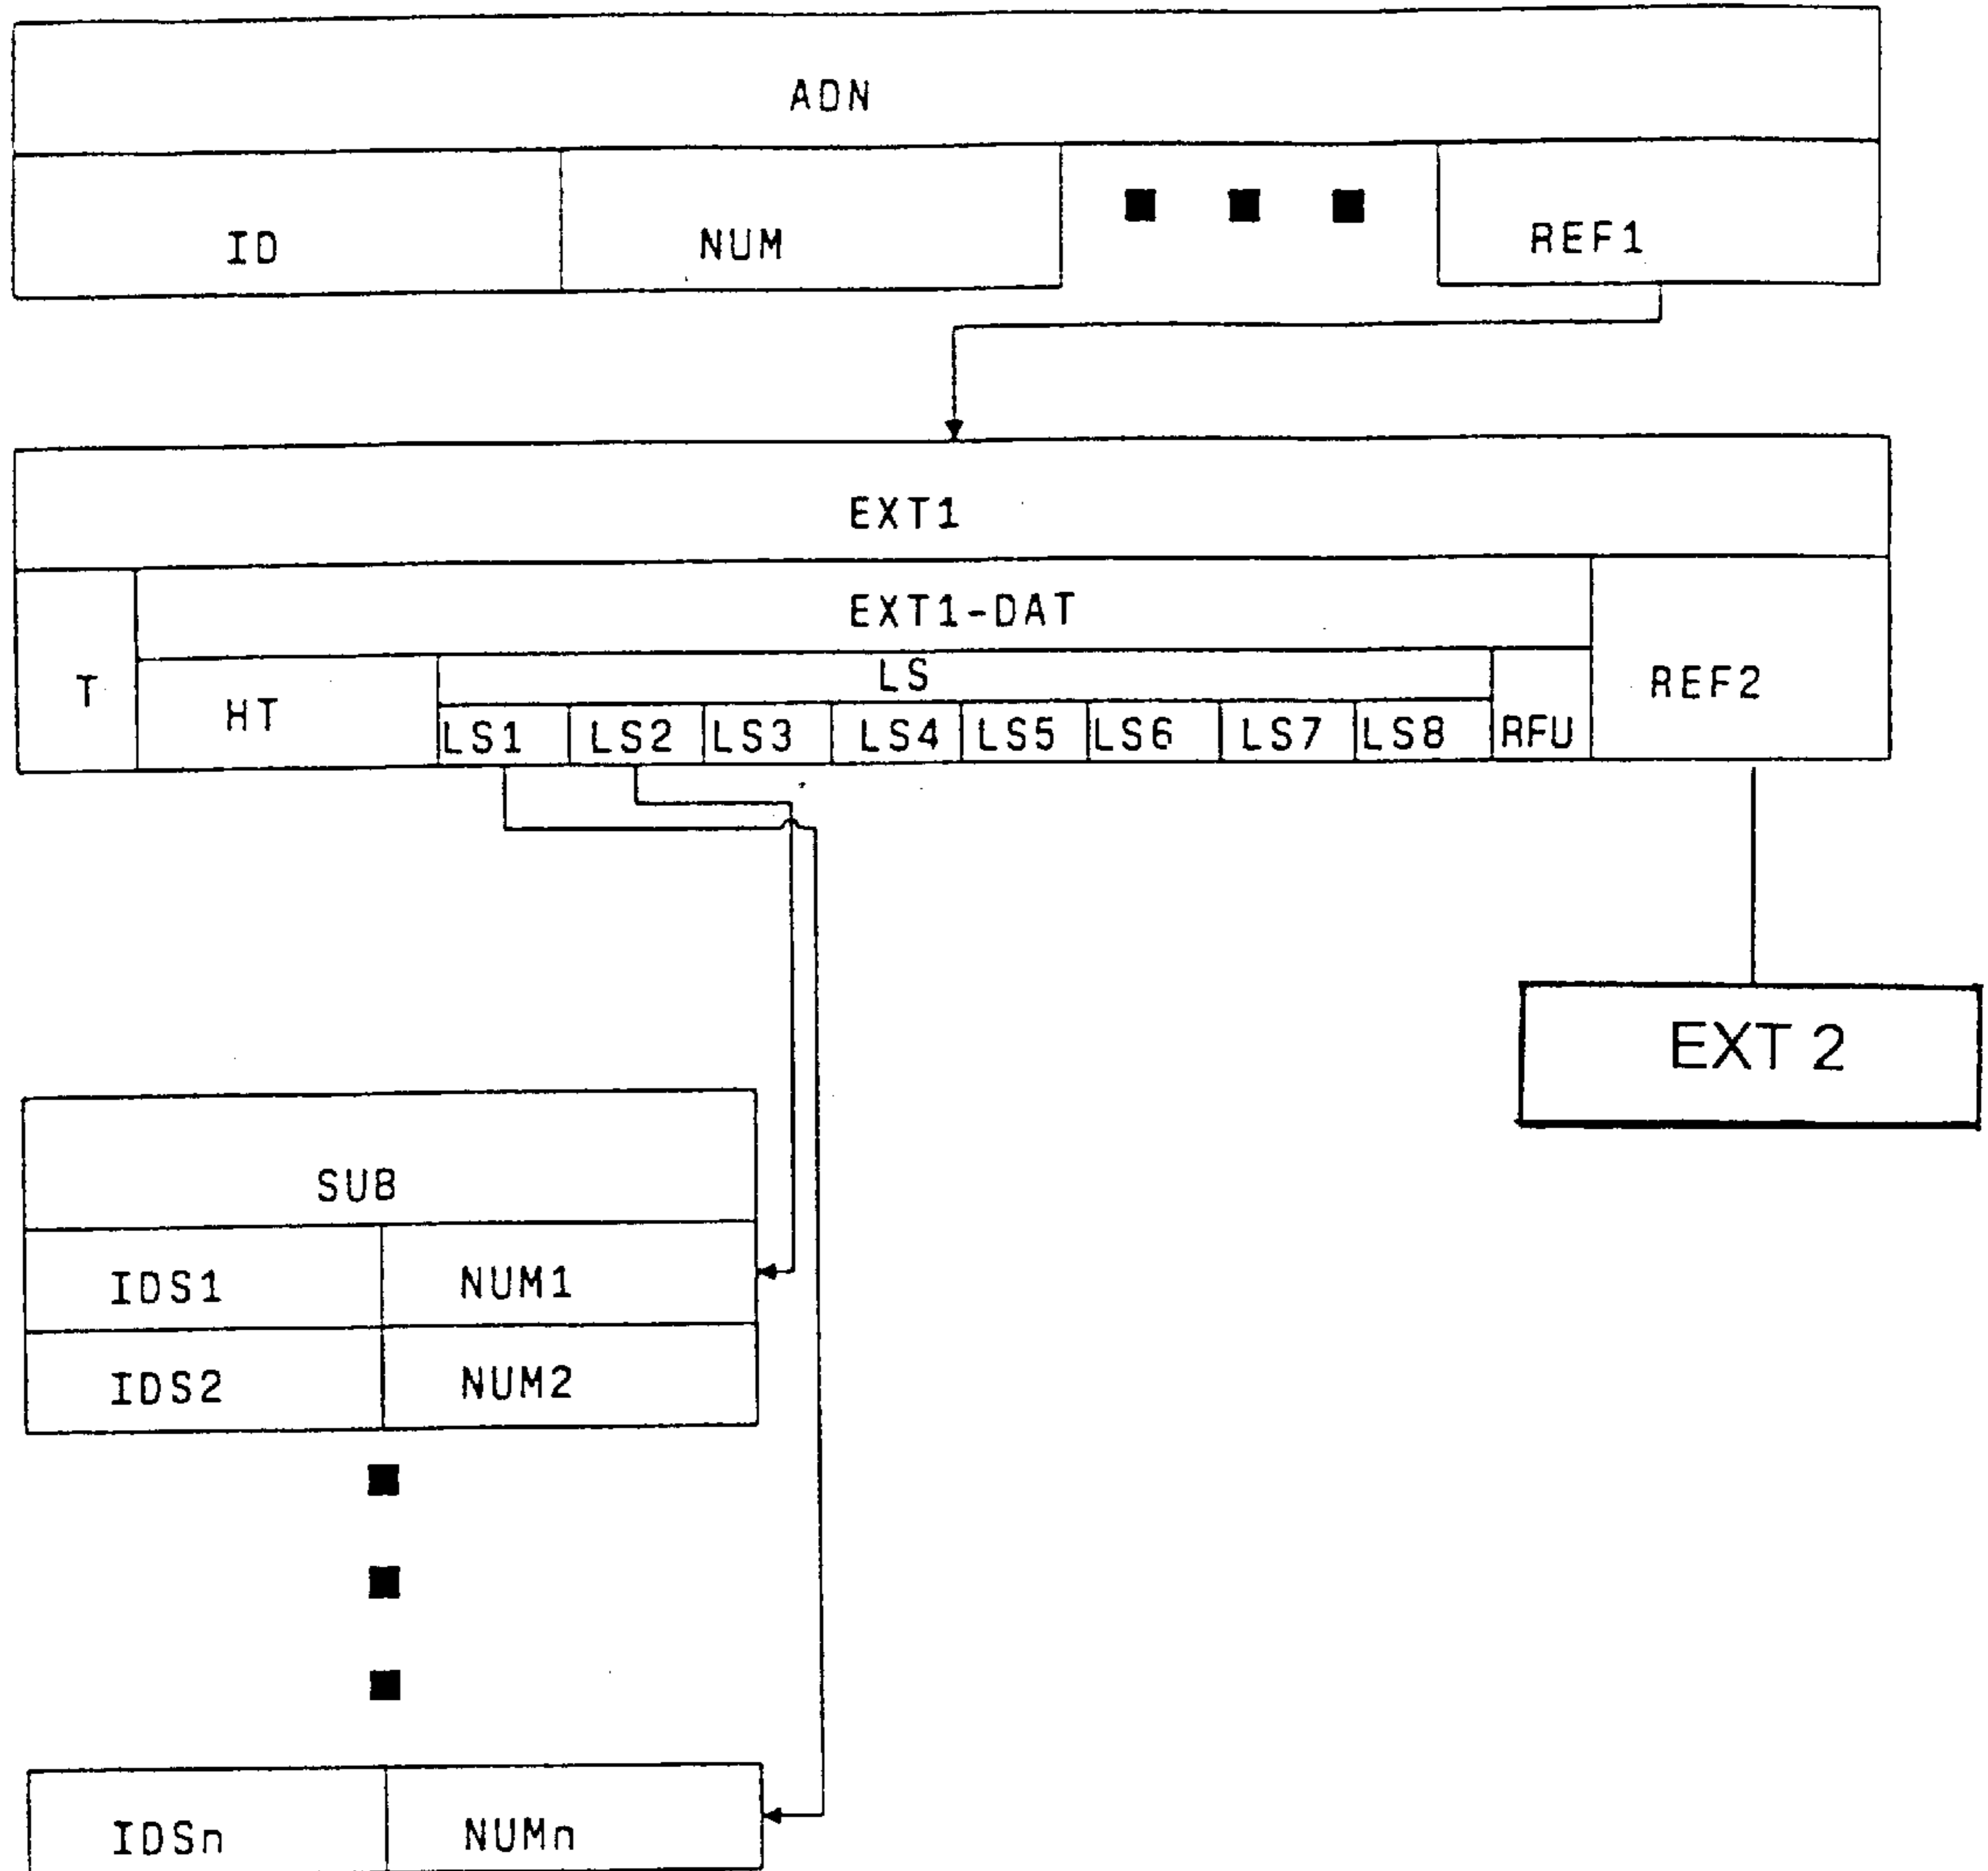 ADN
ID NUM REF1
EXT1
EXT1-DAT
T HT LS REF2
LS1 LS2 LS3 LS4 LS5 LS6 LS7 LS8 RFU
EXT 2
SUB
IDS1 NUM1
IDS2 NUM2
IDSn NUMn